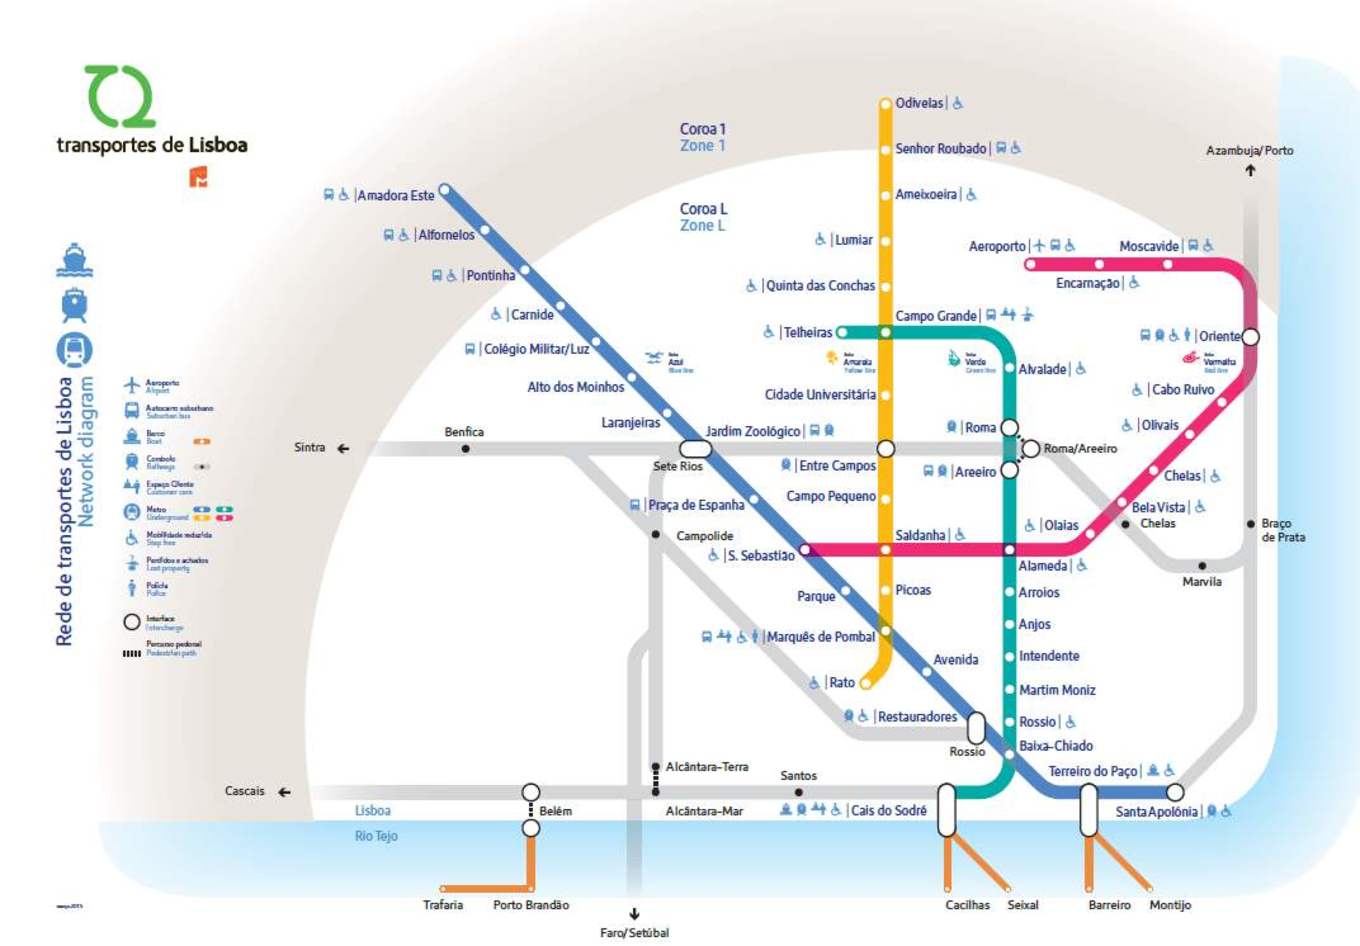 transportes de Lisboa
Rede de transportes de Lisboa
Network diagram
Aeroporto
Airport
Autocarro suburbano
Suburban bus
Barco
Boat
Comboio
Railways
Espaço Cliente
Customer care
Metro
Underground
Mobilidade reduzida
Step free
Perdidos e achados
Lost property
Polícia
Police
Interface
Interchange
Percurso pedonal
Pedestrian path
Coroa 1
Zone 1
Coroa L
Zone L
Odivelas
Senhor Roubado
Ameixoeira
Lumiar
Quinta das Conchas
Campo Grande
Telheiras
Cidade Universitária
Entre Campos
Campo Pequeno
Saldanha
Picoas
Marquês de Pombal
Rato
Amadora Este
Alfornelos
Pontinha
Carnide
Colégio Militar/Luz
Alto dos Moinhos
Laranjeiras
Jardim Zoológico
Sete Rios
Praça de Espanha
S. Sebastião
Parque
Avenida
Restauradores
Rossio
Baixa-Chiado
Terreiro do Paço
Santa Apolónia
linha
Azul
Blue line
linha
Amarela
Yellow line
linha
Verde
Green line
linha
Vermelha
Red line
Alvalade
Roma
Areeiro
Roma/Areeiro
Alameda
Arroios
Anjos
Intendente
Martim Moniz
Rossio
Cais do Sodré
Aeroporto
Encarnação
Moscavide
Oriente
Cabo Ruivo
Olivais
Chelas
Bela Vista
Olaias
Azambuja/Porto
Chelas
Braço
de Prata
Marvila
Sintra
Benfica
Campolide
Alcântara-Terra
Alcântara-Mar
Santos
Cascais
Belém
Lisboa
Rio Tejo
Trafaria
Porto Brandão
Faro/Setúbal
Cacilhas
Seixal
Barreiro
Montijo